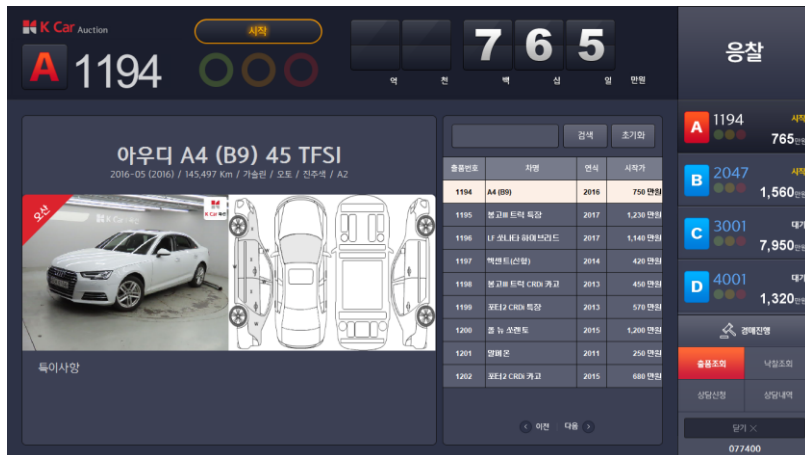 K Car Auction
시작
A 1194
7 6 5
억 천 백 십 일 만원
응찰
아우디 A4 (B9) 45 TFSI
2016-05 (2016) / 145,497 Km / 가솔린 / 오토 / 진주색 / A2
오산
K Car
K Car 옥션
특이사항
검색 초기화
출품번호 차명 연식 시작가
1194 A4 (B9) 2016 750 만원
1195 봉고III 트럭 특장 2017 1,230 만원
1196 LF 쏘나타 하이브리드 2017 1,140 만원
1197 엑센트(신형) 2014 420 만원
1198 봉고III 트럭 CRDi 카고 2013 450 만원
1199 포터2 CRDi 특장 2013 570 만원
1200 올 뉴 쏘렌토 2015 1,200 만원
1201 알페온 2011 250 만원
1202 포터2 CRDi 카고 2015 680 만원
이전 다음
A 1194 시작
765만원
B 2047 시작
1,560만원
C 3001 대기
7,950만원
D 4001 대기
1,320만원
경매진행
출품조회 낙찰조회
상담신청 상담내역
닫기
077400